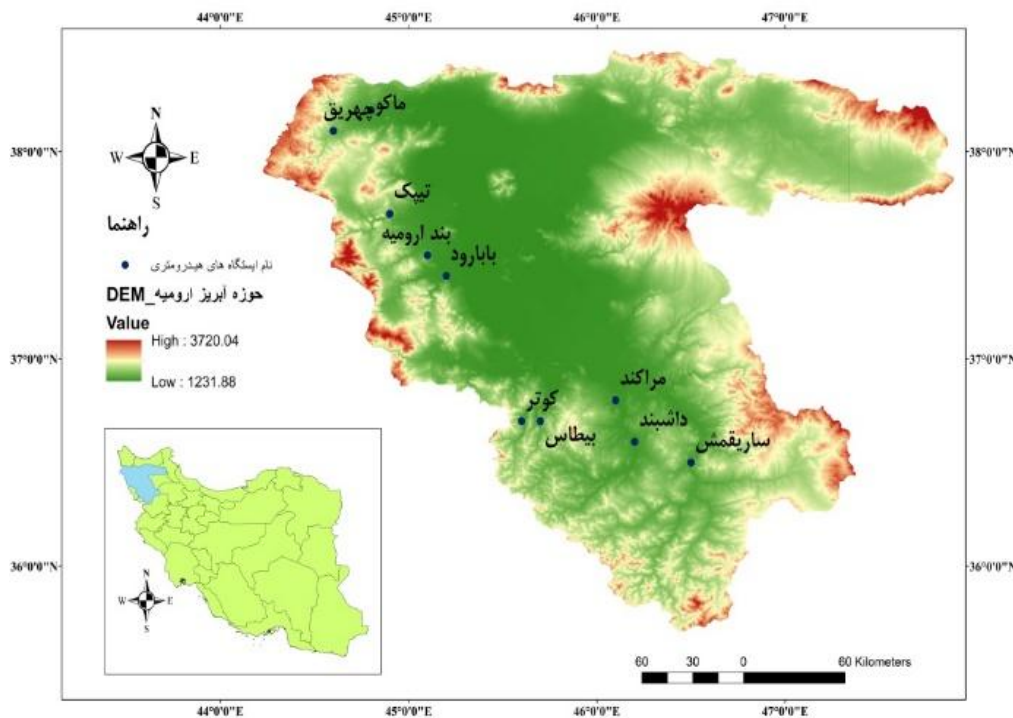 44°0'0"E 45°0'0"E 46°0'0"E 47°0'0"E
N
W E
S
راهنما
نام ایستگاه های هیدرومتری
حوزه آبریز ارومیه_DEM
Value
High : 3720.04
Low : 1231.88
ماکوچهریق
تیپک
بند ارومیه
بابارود
مراکند
کوتر
داشبند
بیطاس
ساریقمش
38°0'0"N
37°0'0"N
36°0'0"N
38°0'0"N
37°0'0"N
36°0'0"N
N
W E
S
60 30 0 60 Kilometers
44°0'0"E 45°0'0"E 46°0'0"E 47°0'0"E